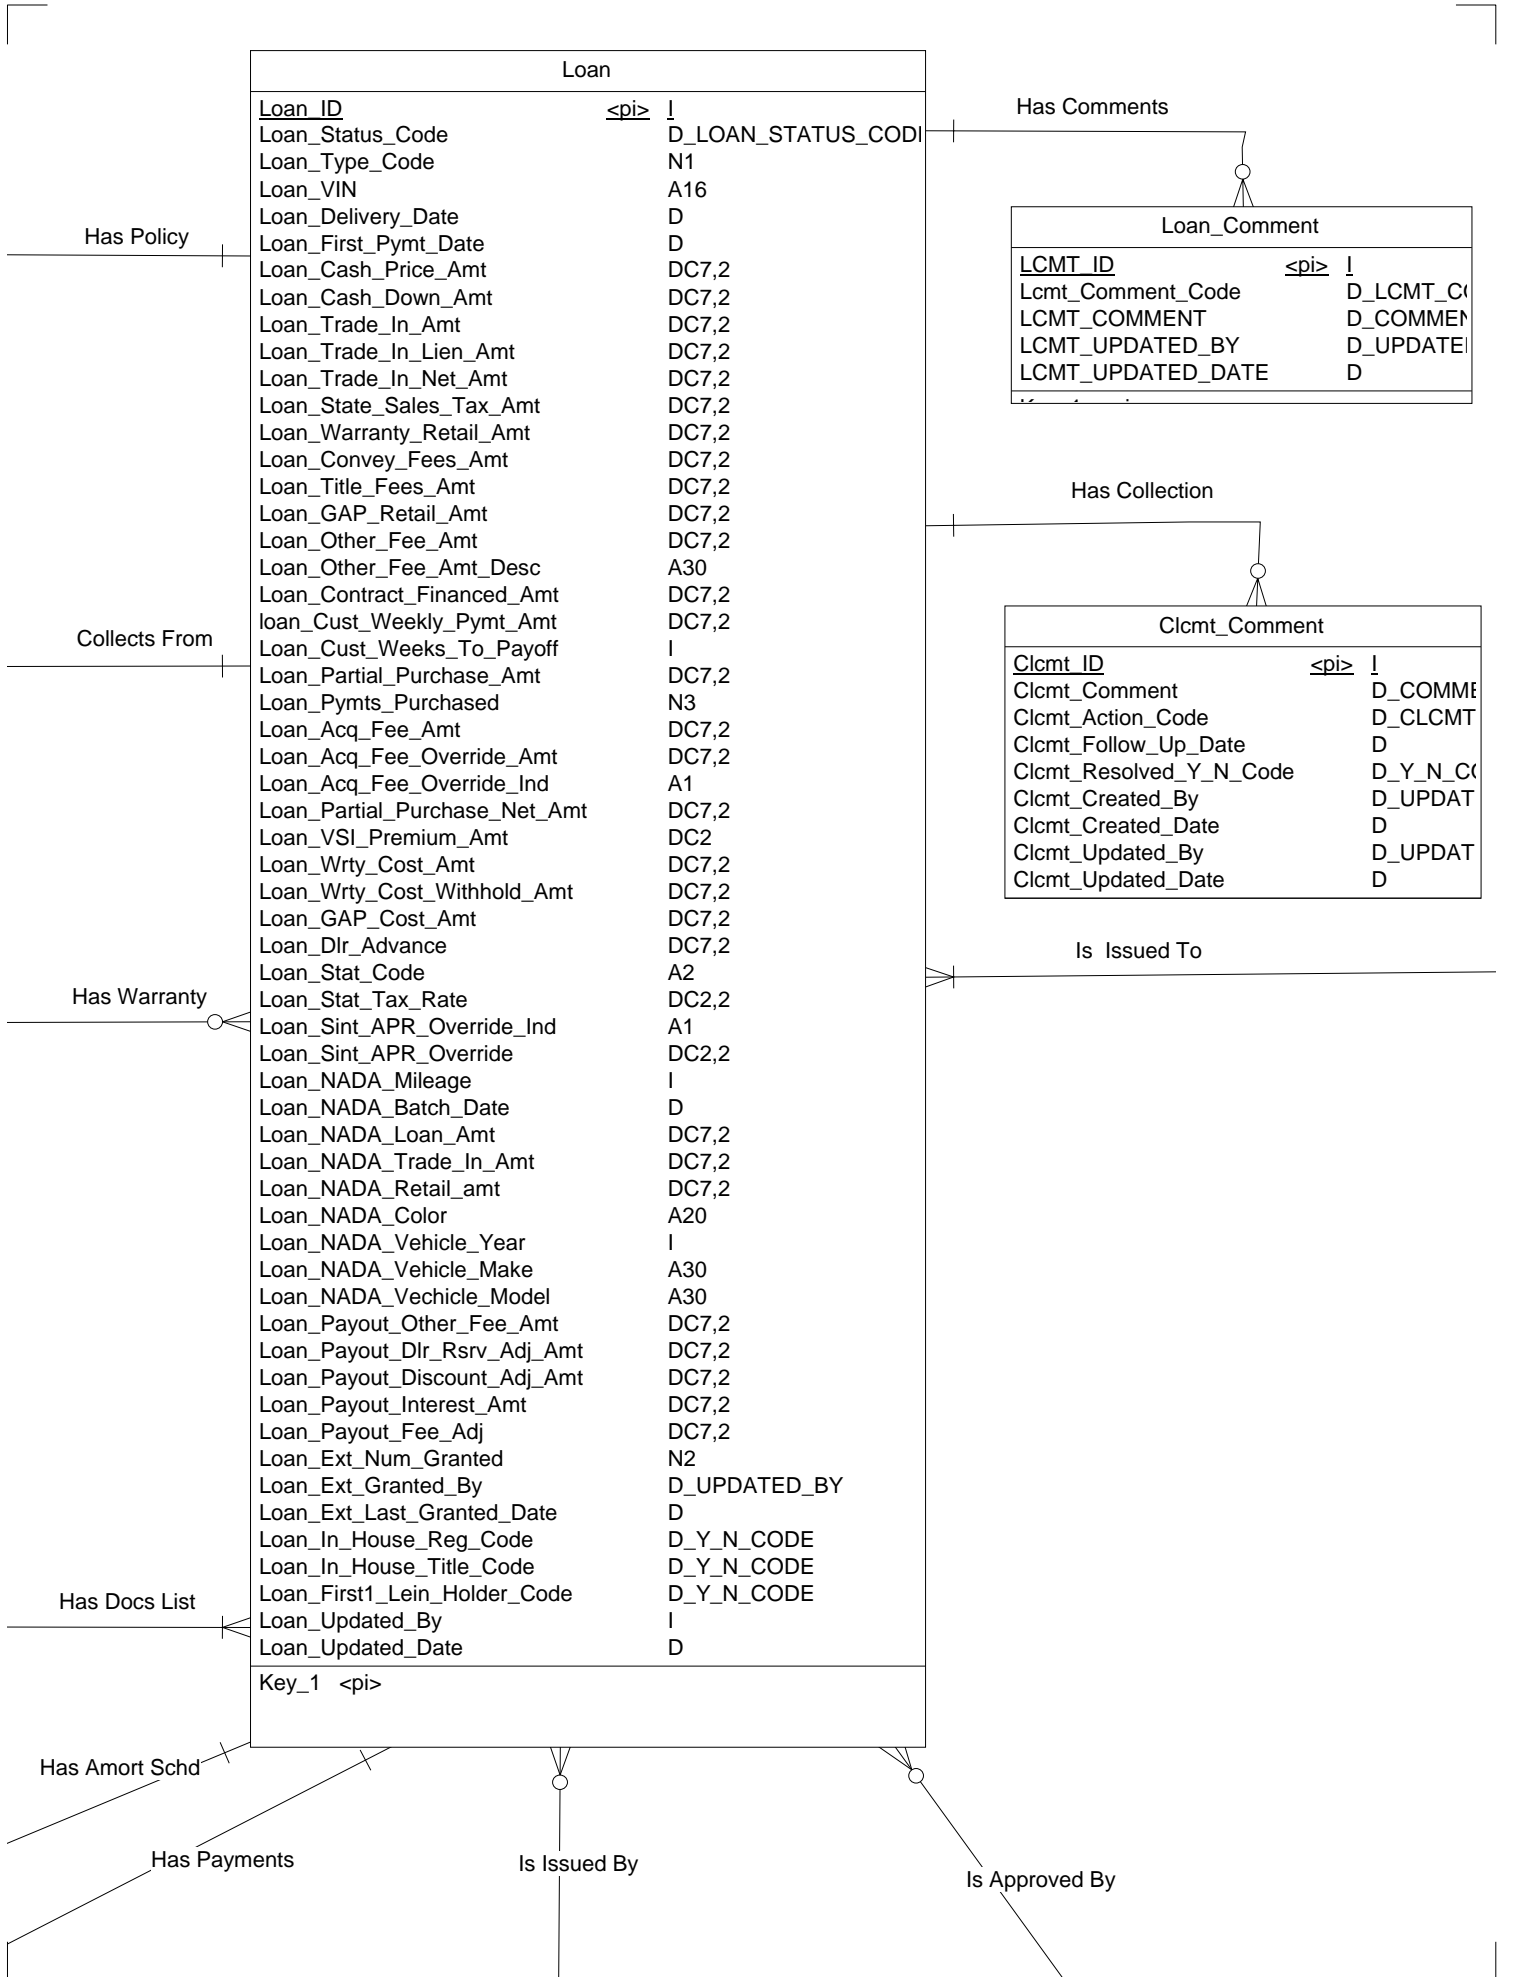 Loan
Loan_ID <pi> I
Loan_Status_Code D_LOAN_STATUS_COD
Loan_Type_Code N1
Loan_VIN A16
Loan_Delivery_Date D
Loan_First_Pymt_Date D
Loan_Cash_Price_Amt DC7,2
Loan_Cash_Down_Amt DC7,2
Loan_Trade_In_Amt DC7,2
Loan_Trade_In_Lien_Amt DC7,2
Loan_Trade_In_Net_Amt DC7,2
Loan_State_Sales_Tax_Amt DC7,2
Loan_Warranty_Retail_Amt DC7,2
Loan_Convey_Fees_Amt DC7,2
Loan_Title_Fees_Amt DC7,2
Loan_GAP_Retail_Amt DC7,2
Loan_Other_Fee_Amt DC7,2
Loan_Other_Fee_Amt_Desc A30
Loan_Contract_Financed_Amt DC7,2
loan_Cust_Weekly_Pymt_Amt DC7,2
Loan_Cust_Weeks_To_Payoff I
Loan_Partial_Purchase_Amt DC7,2
Loan_Pymts_Purchased N3
Loan_Acq_Fee_Amt DC7,2
Loan_Acq_Fee_Override_Amt DC7,2
Loan_Acq_Fee_Override_Ind A1
Loan_Partial_Purchase_Net_Amt DC7,2
Loan_VSI_Premium_Amt DC2
Loan_Wrty_Cost_Amt DC7,2
Loan_Wrty_Cost_Withhold_Amt DC7,2
Loan_GAP_Cost_Amt DC7,2
Loan_Dlr_Advance DC7,2
Loan_Stat_Code A2
Loan_Stat_Tax_Rate DC2,2
Loan_Sint_APR_Override_Ind A1
Loan_Sint_APR_Override DC2,2
Loan_NADA_Mileage I
Loan_NADA_Batch_Date D
Loan_NADA_Loan_Amt DC7,2
Loan_NADA_Trade_In_Amt DC7,2
Loan_NADA_Retail_amt DC7,2
Loan_NADA_Color A20
Loan_NADA_Vehicle_Year I
Loan_NADA_Vehicle_Make A30
Loan_NADA_Vechicle_Model A30
Loan_Payout_Other_Fee_Amt DC7,2
Loan_Payout_Dlr_Rsrv_Adj_Amt DC7,2
Loan_Payout_Discount_Adj_Amt DC7,2
Loan_Payout_Interest_Amt DC7,2
Loan_Payout_Fee_Adj DC7,2
Loan_Ext_Num_Granted N2
Loan_Ext_Granted_By D_UPDATED_BY
Loan_Ext_Last_Granted_Date D
Loan_In_House_Reg_Code D_Y_N_CODE
Loan_In_House_Title_Code D_Y_N_CODE
Loan_First1_Lein_Holder_Code D_Y_N_CODE
Loan_Updated_By I
Loan_Updated_Date D
Key_1 <pi>
Has Comments
Loan_Comment
LCMT_ID <pi> I
Lcmt_Comment_Code D_LCMT_C
LCMT_COMMENT D_COMME
LCMT_UPDATED_BY D_UPDATE
LCMT_UPDATED_DATE D
Has Collection
Clcmt_Comment
Clcmt_ID <pi> I
Clcmt_Comment D_COMME
Clcmt_Action_Code D_CLCMT
Clcmt_Follow_Up_Date D
Clcmt_Resolved_Y_N_Code D_Y_N_C
Clcmt_Created_By D_UPDAT
Clcmt_Created_Date D
Clcmt_Updated_By D_UPDAT
Clcmt_Updated_Date D
Is Issued To
Has Policy
Collects From
Has Warranty
Has Docs List
Has Amort Schd
Has Payments
Is Issued By
Is Approved By